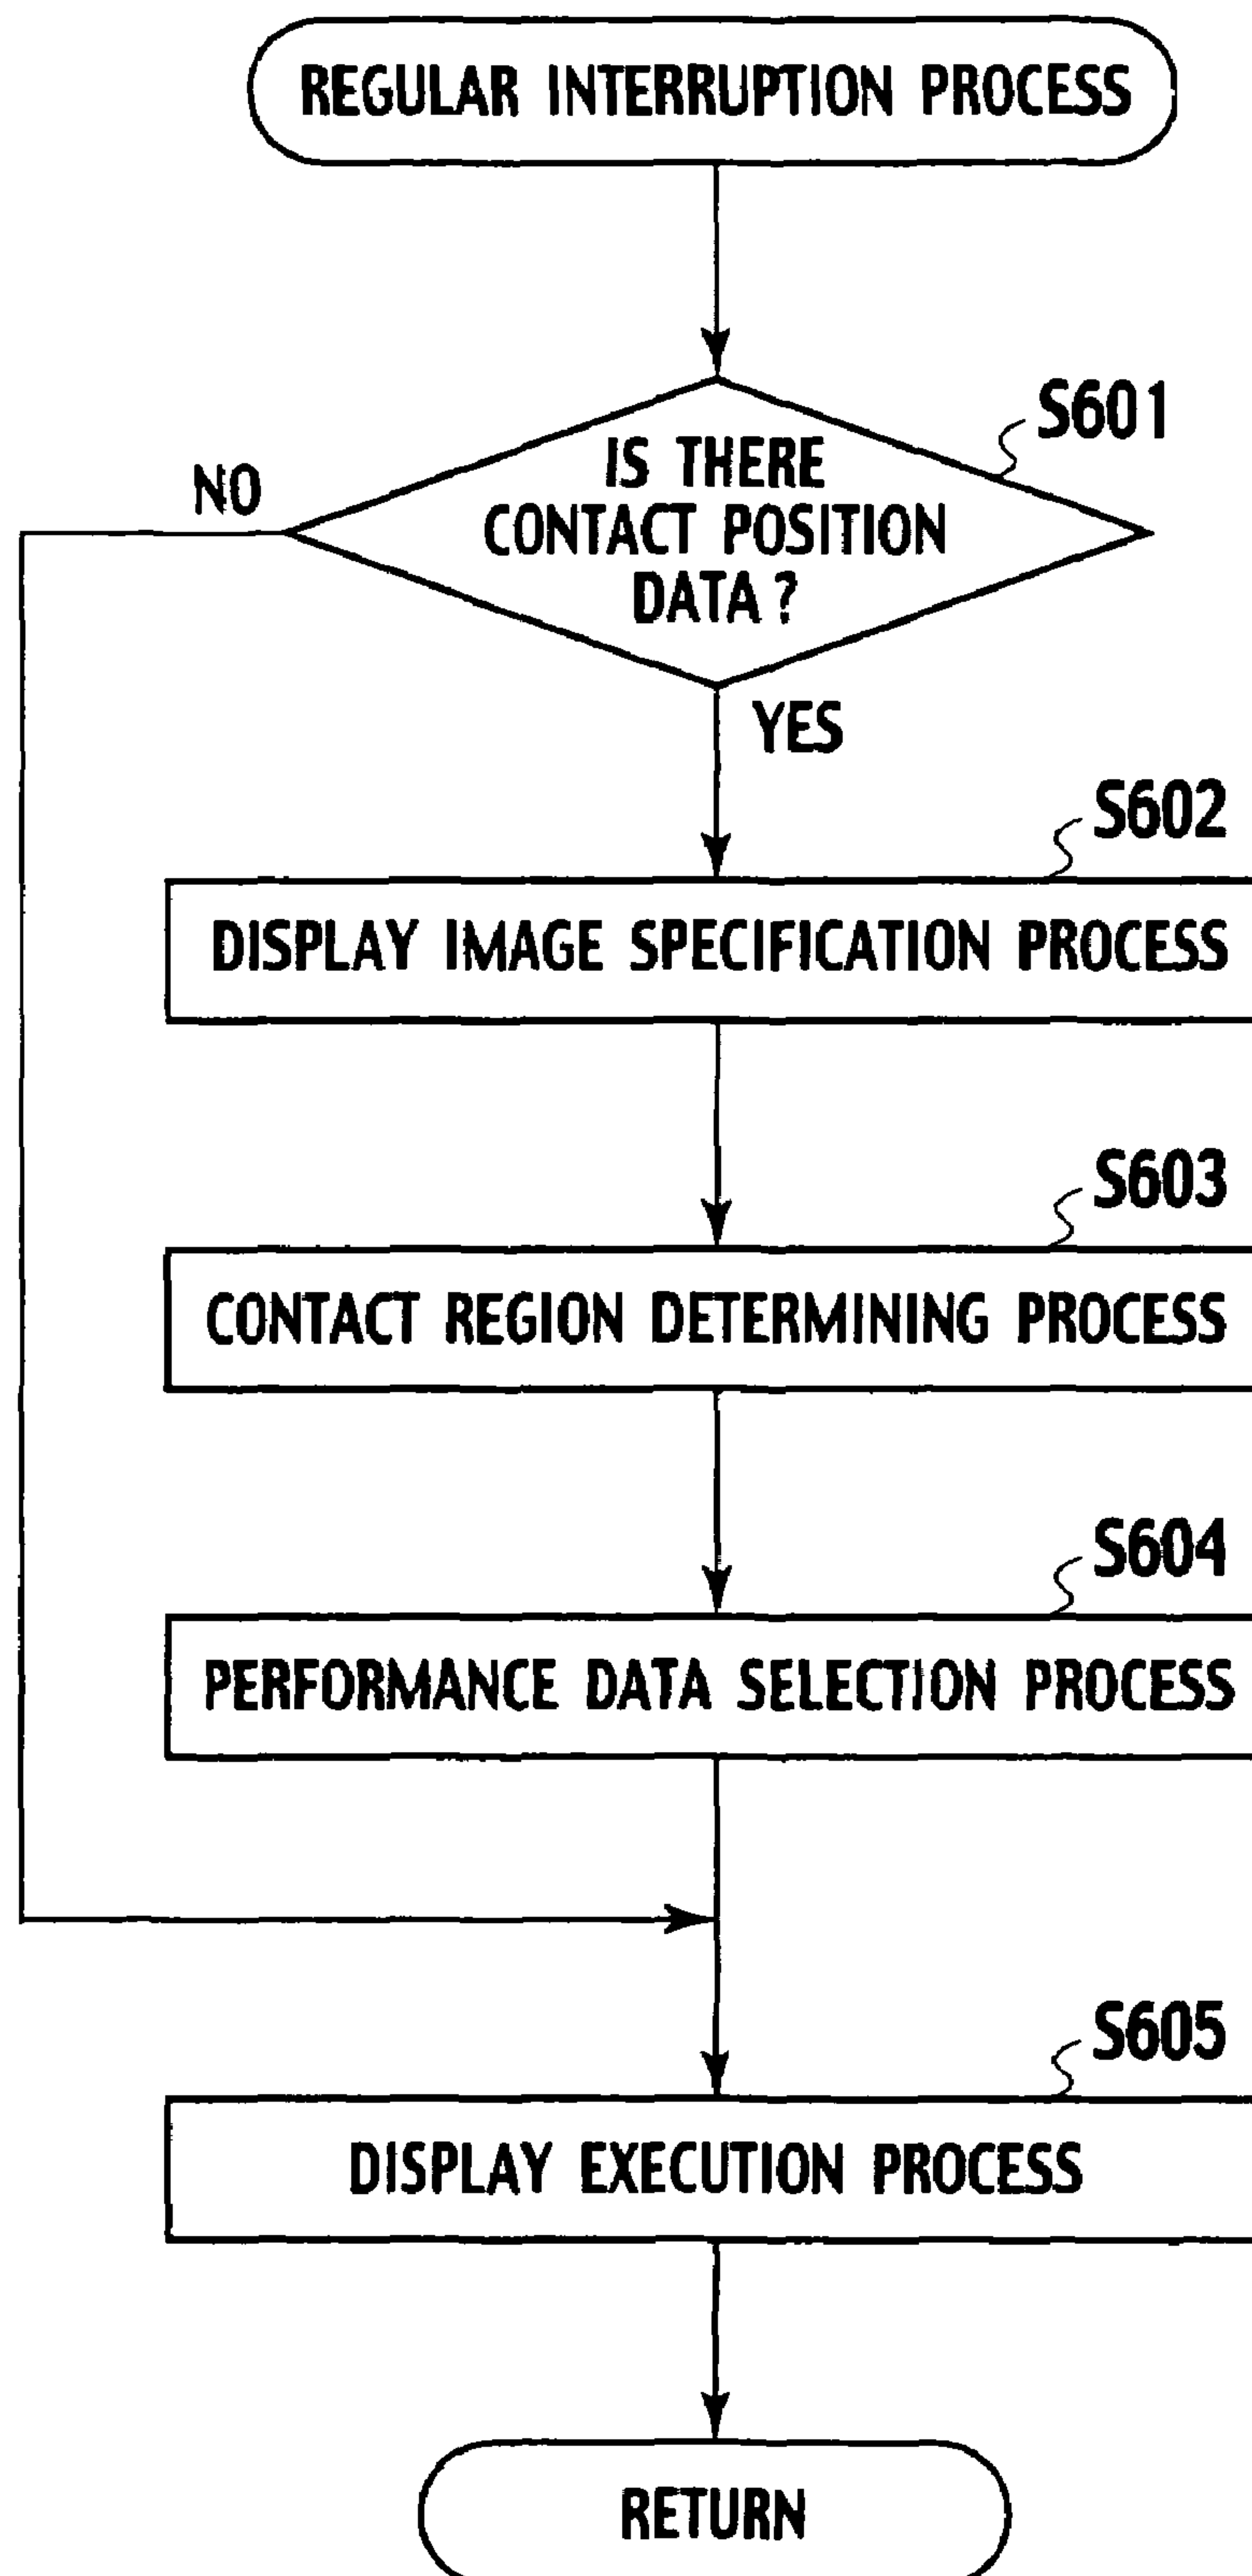 REGULAR INTERRUPTION PROCESS
S601
IS THERE
CONTACT POSITION
DATA ?
NO
YES
S602
DISPLAY IMAGE SPECIFICATION PROCESS
S603
CONTACT REGION DETERMINING PROCESS
S604
PERFORMANCE DATA SELECTION PROCESS
S605
DISPLAY EXECUTION PROCESS
RETURN